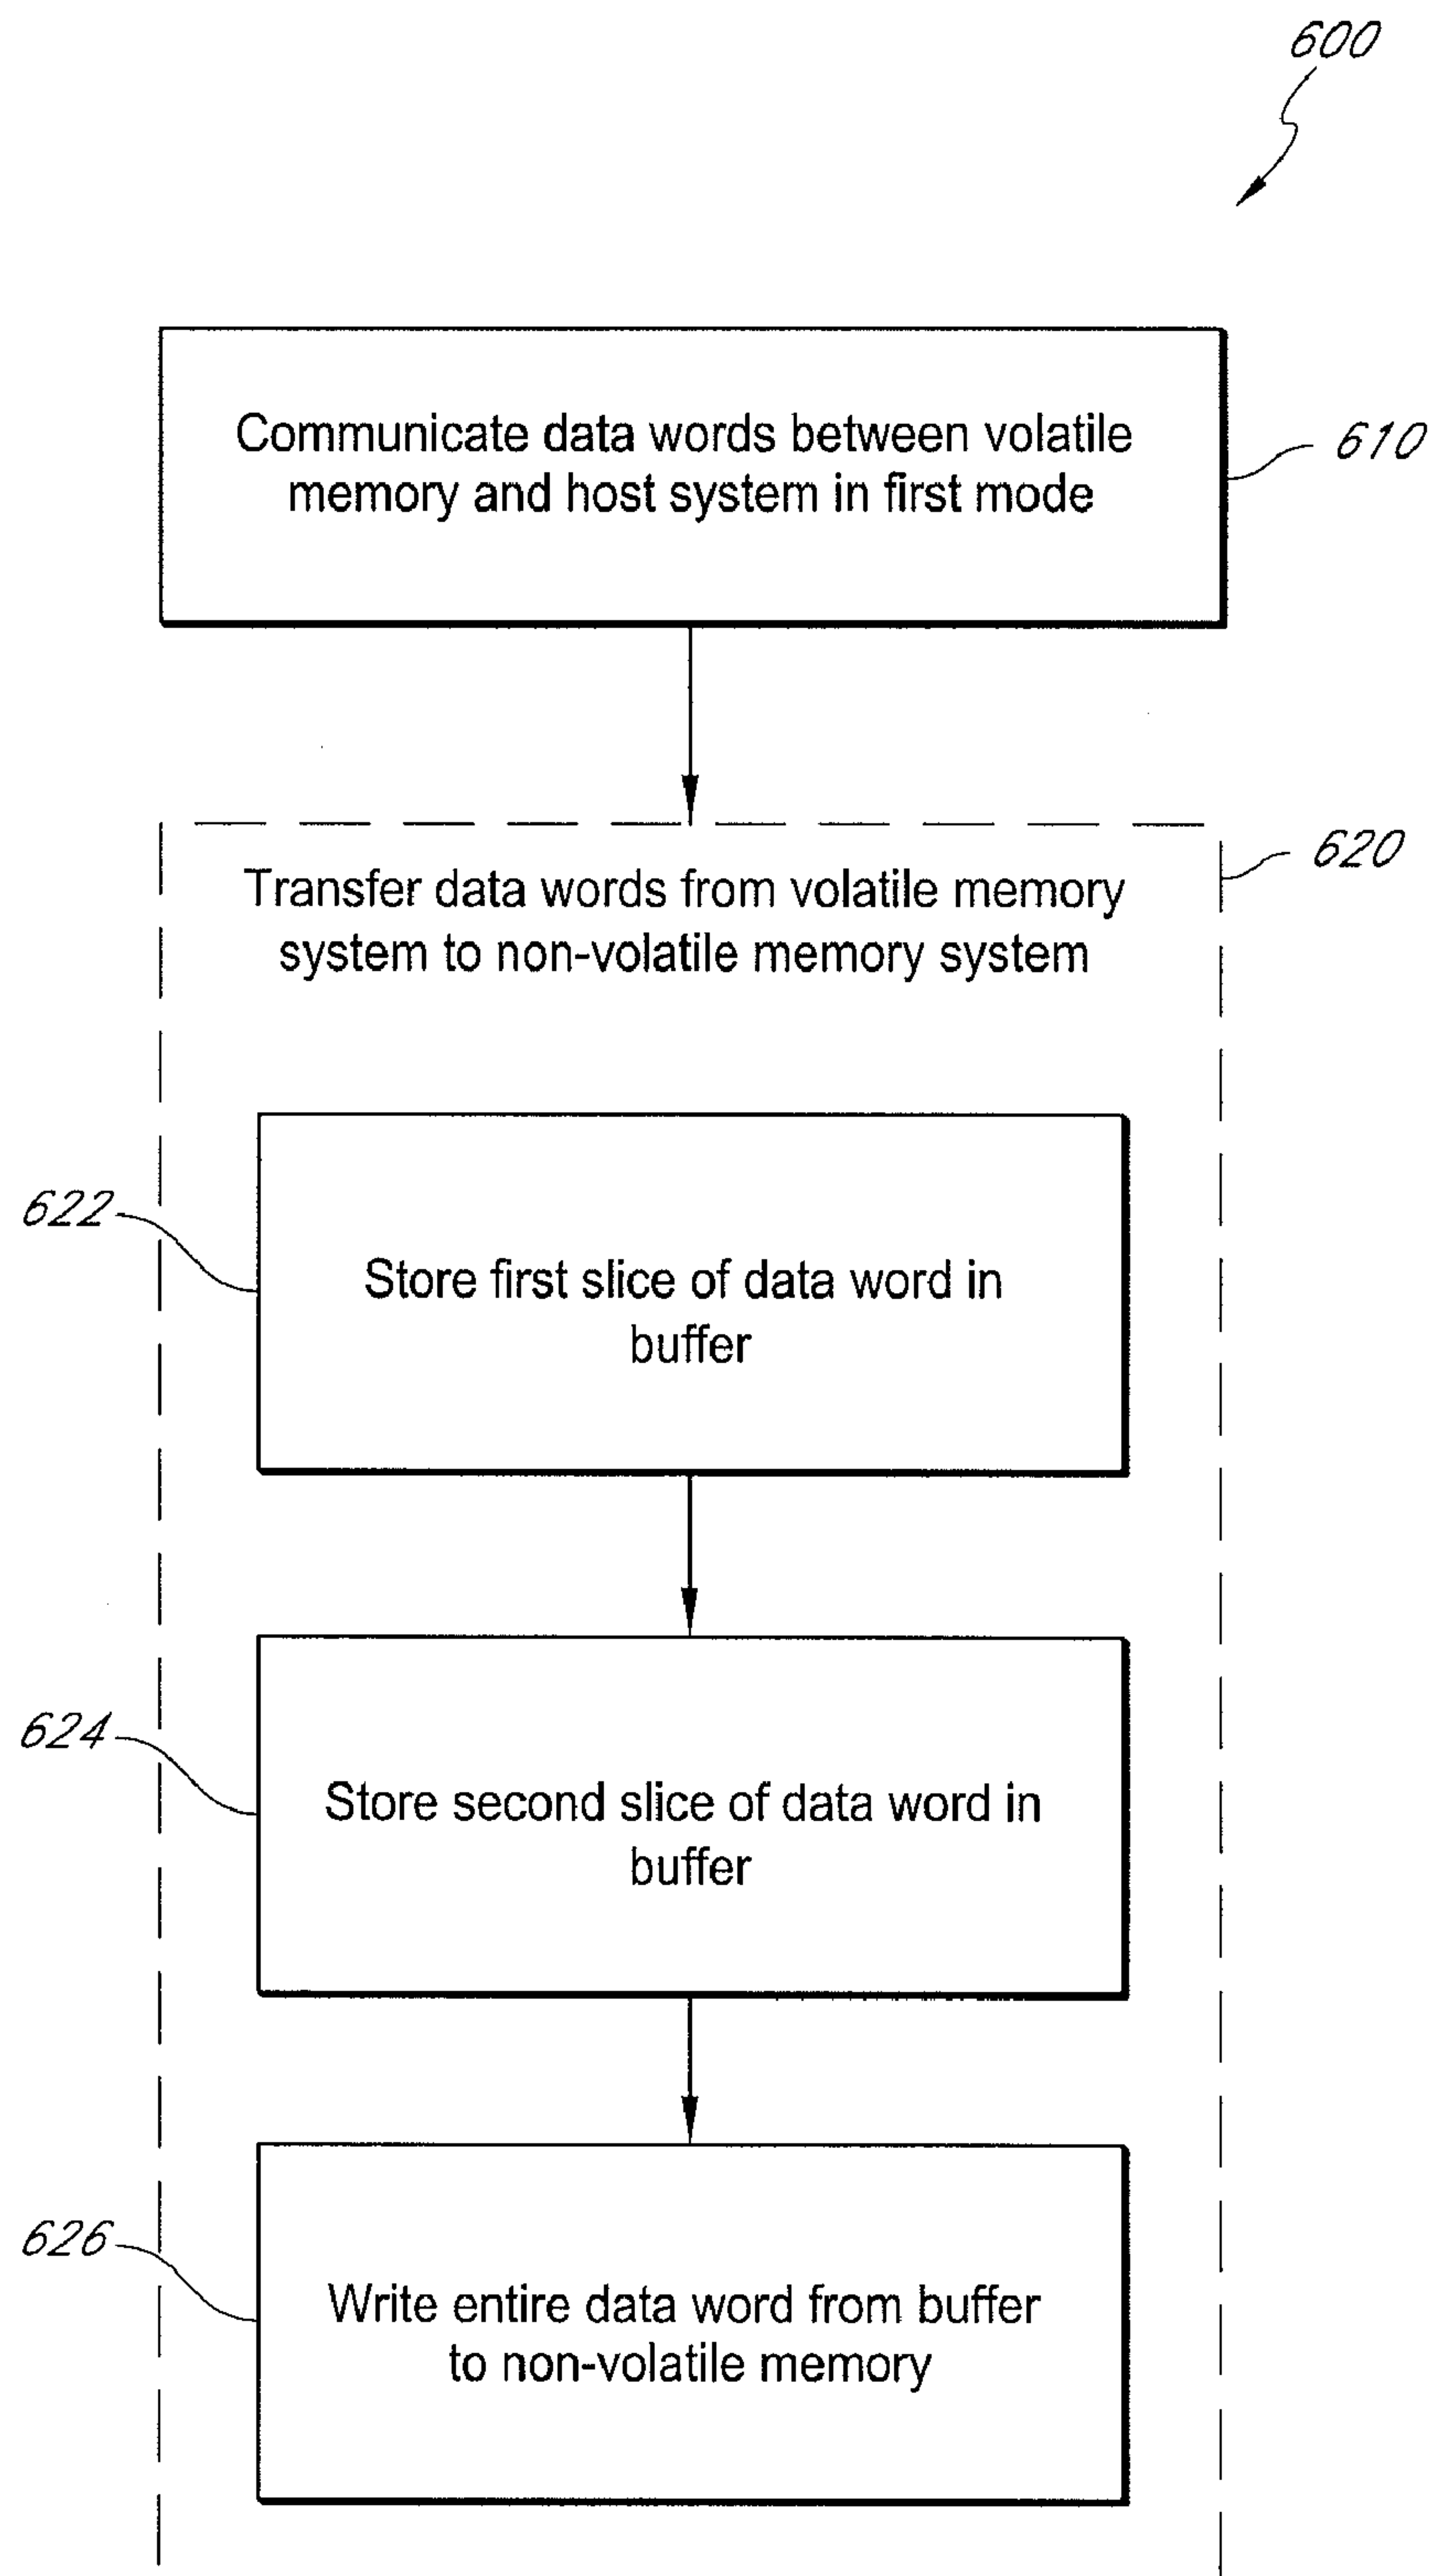 600
Communicate data words between volatile
memory and host system in first mode
610
620
Transfer data words from volatile memory
system to non-volatile memory system
622
Store first slice of data word in
buffer
624
Store second slice of data word in
buffer
626
Write entire data word from buffer
to non-volatile memory